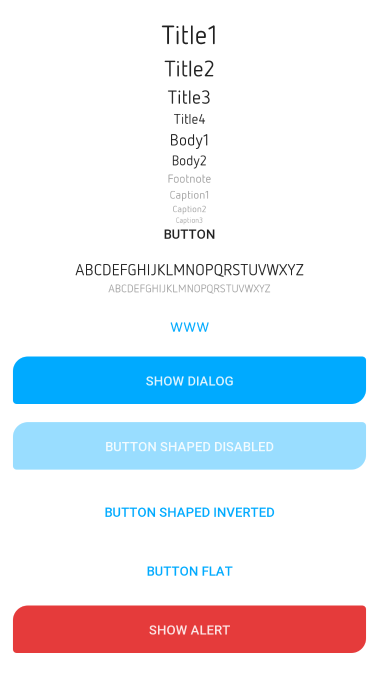 Title1
Title2
Title3
Title4
Body1
Body2
Footnote
Caption1
Caption2
Caption3
BUTTON
ABCDEFGHIJKLMNOPQRSTUVWXYZ
ABCDEFGHIJKLMNOPQRSTUVWXYZ
WWW
SHOW DIALOG
BUTTON SHAPED DISABLED
BUTTON SHAPED INVERTED
BUTTON FLAT
SHOW ALERT